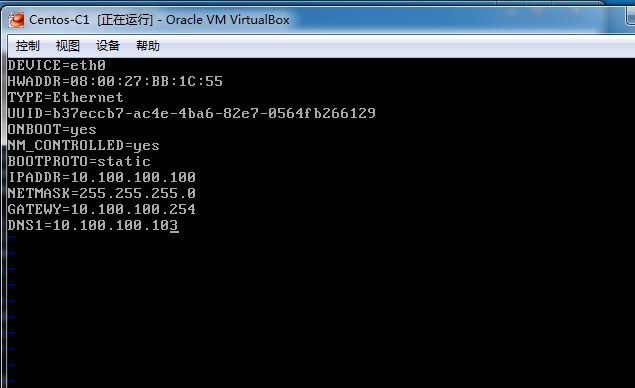 Centos-C1 [正在运行] - Oracle VM VirtualBox
控制 视图 设备 帮助
DEVICE=eth0
HWADDR=08:00:27:BB:1C:55
TYPE=Ethernet
UUID=b37eccb7-ac4e-4ba6-82e7-0564fb266129
ONBOOT=yes
NM_CONTROLLED=yes
BOOTPROTO=static
IPADDR=10.100.100.100
NETMASK=255.255.255.0
GATEWY=10.100.100.254
DNS1=10.100.100.103
~
~
~
~
~
~
~
~
~
~